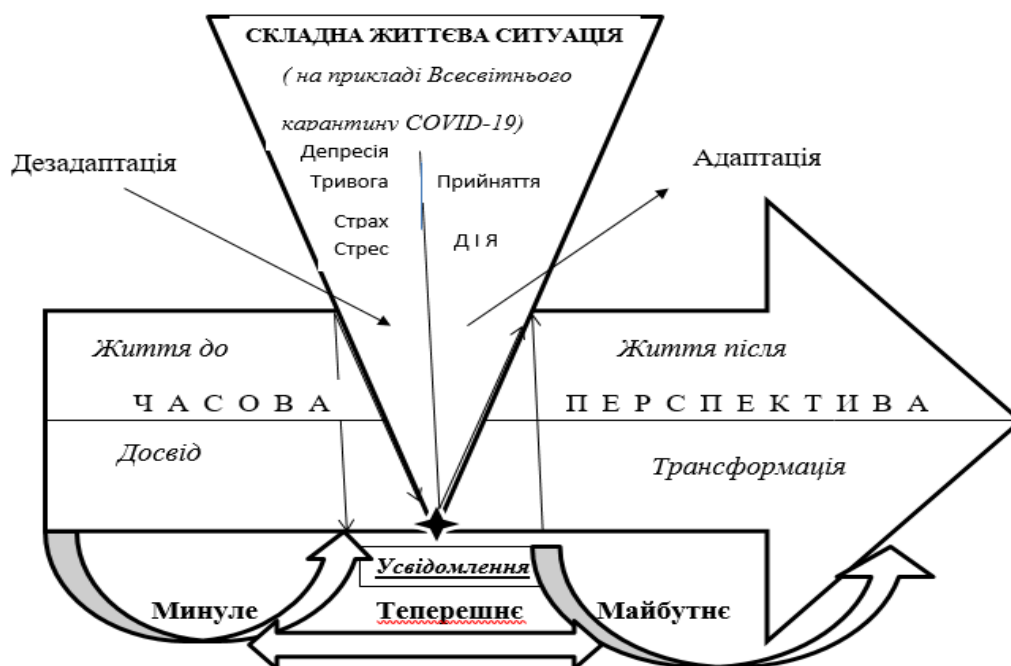 СКЛАДНА ЖИТТЄВА СИТУАЦІЯ
( на прикладі Всесвітнього
карантину COVID-19)
Депресія
Дезадаптація
Адаптація
Тривога
Прийняття
Страх
Д І Я
Стрес
Життя до
Життя після
Ч А С О В А
П Е Р С П Е К Т И В А
Досвід
Трансформація
Усвідомлення
Минуле
Теперешнє
Майбутнє